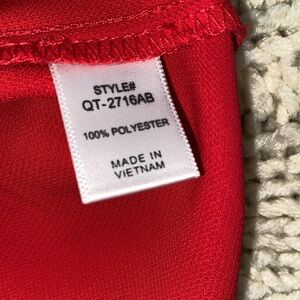 STYLE#
QT-2716AB
100% POLYESTER
MADE IN
VIETNAM